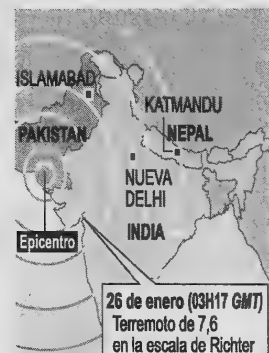 ISLAMABAD
KATMANDU
PAKISTAN
NEPAL
NUEVA
DELHI
Epicentro
INDIA
26 de enero (03H17 GMT)
Terremoto de 7,6
en la escala de Richter